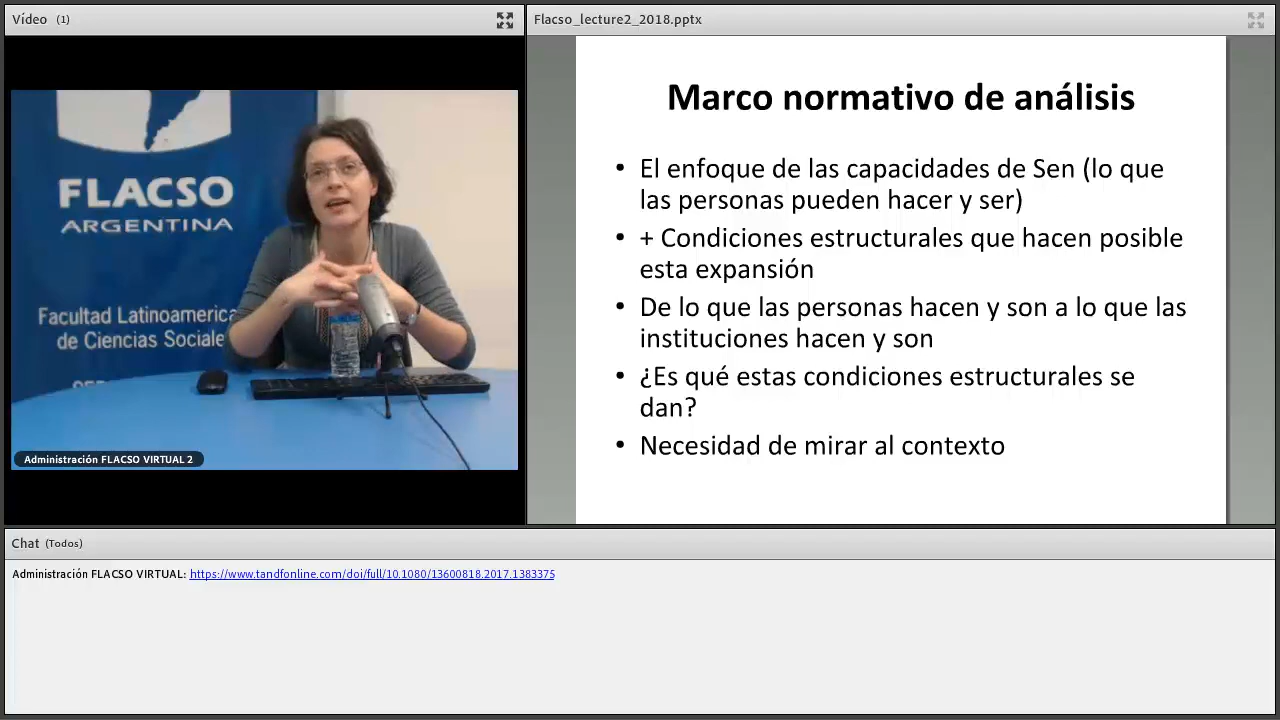 Vídeo (1)
FLACSO
ARGENTINA
Facultad Latinoamerica
de Ciencias Sociale
Administración FLACSO VIRTUAL 2
Flacso_lecture2_2018.pptx
Marco normativo de análisis
• El enfoque de las capacidades de Sen (lo que
las personas pueden hacer y ser)
• + Condiciones estructurales que hacen posible
esta expansión
• De lo que las personas hacen y son a lo que las
instituciones hacen y son
• ¿Es qué estas condiciones estructurales se
dan?
• Necesidad de mirar al contexto
Chat (Todos)
Administración FLACSO VIRTUAL: https://www.tandfonline.com/doi/full/10.1080/13600818.2017.1383375